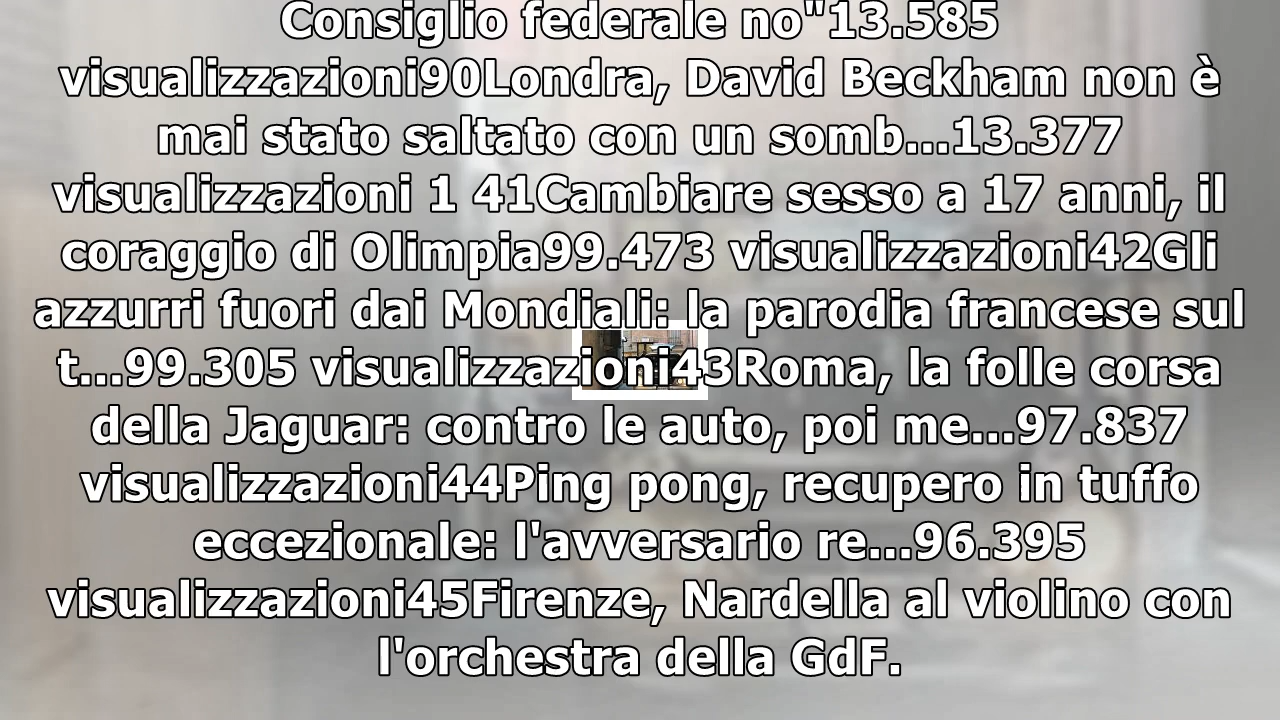 Consiglio federale no"13.585
visualizzazioni90Londra, David Beckham non è
mai stato saltato con un somb...13.377
visualizzazioni 1 41Cambiare sesso a 17 anni, il
coraggio di Olimpia99.473 visualizzazioni42Gli
azzurri fuori dai Mondiali: la parodia francese sul
t...99.305 visualizzazioni43Roma, la folle corsa
della Jaguar: contro le auto, poi me...97.837
visualizzazioni44Ping pong, recupero in tuffo
eccezionale: l'avversario re...96.395
visualizzazioni45Firenze, Nardella al violino con
l'orchestra della GdF.